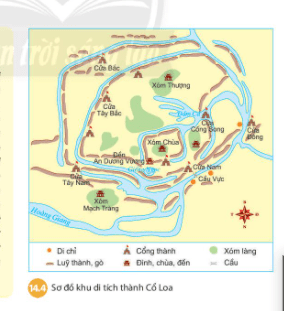 Cửa Bắc
Xóm Thượng
Cửa
Tây Bắc
Cửa
Cống Song
Cửa
Đông
Xóm Chùa
Đền
An Dương Vương
Cửa
Tây Nam
Cửa Nam
Cầu Vực
Xóm
Mạch Tràng
Hoàng Giang
Di chỉ
Cổng thành
Xóm làng
Luỹ thành, gò
Đình, chùa, đền
Cầu
14.4 Sơ đồ khu di tích thành Cổ Loa